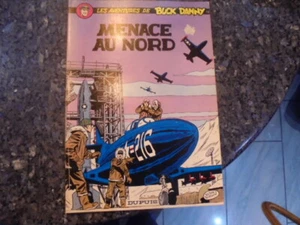 LES AVENTURES DE "BUCK DANNY"
MENACE
AU NORD
X-216
DUPUIS